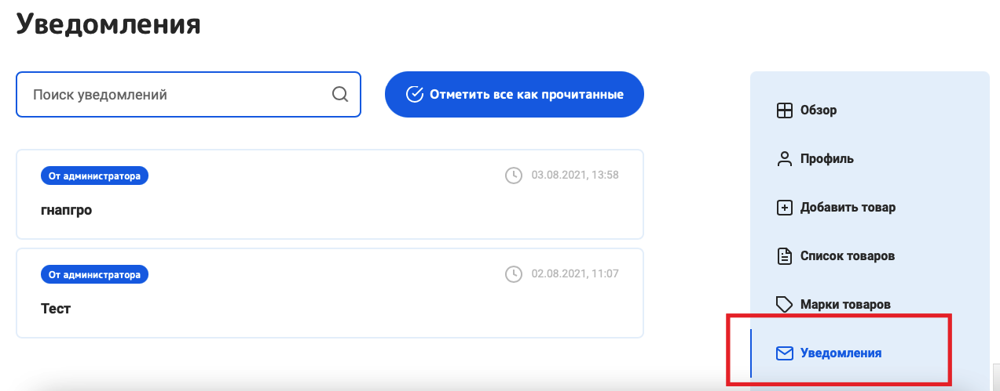 Уведомления
Поиск уведомлений
Отметить все как прочитанные
От администратора
03.08.2021, 13:58
гнапгро
От администратора
02.08.2021, 11:07
Тест
Обзор
Профиль
Добавить товар
Список товаров
Марки товаров
Уведомления